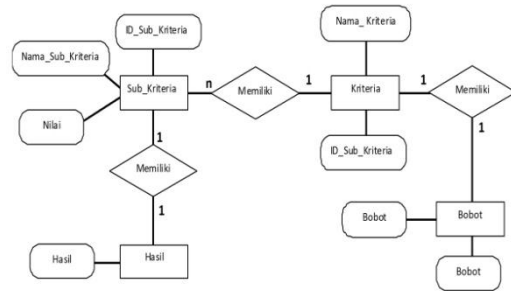 Nama_ Kriteria
ID_Sub_Kriteria
Nama_Sub_Kriteria
Sub_Kriteria
n
Memiliki
1
Kriteria
1
Memiliki
Nilai
1
1
ID_Sub_Kriteria
Memiliki
1
Bobot
Bobot
Hasil
Hasil
Bobot